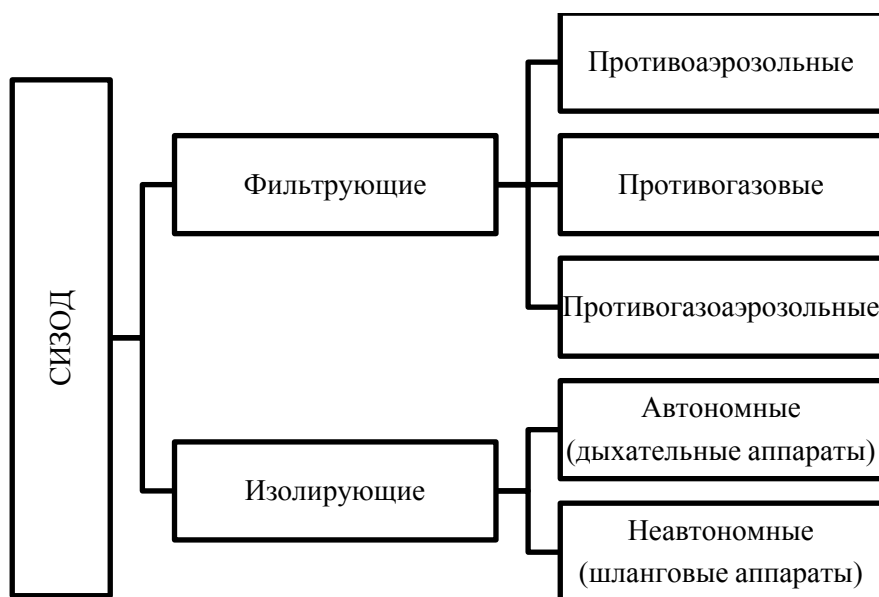 СИЗОД
Фильтрующие
Противоаэрозольные
Противогазовые
Противогазоаэрозольные
Изолирующие
Автономные
(дыхательные аппараты)
Неавтономные
(шланговые аппараты)